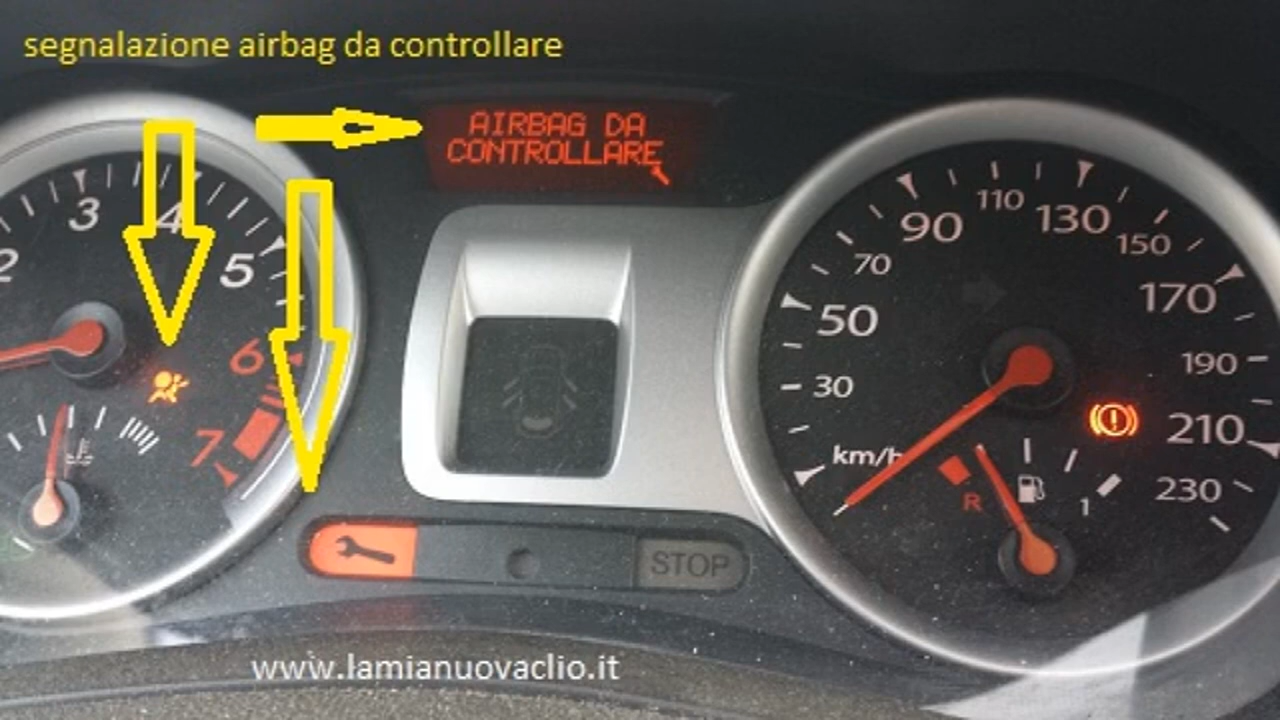 segnalazione airbag da controllare
AIRBAG DA
CONTROLLARE
2
3
4
5
6
7
30
50
70
90
110
130
150
170
190
210
230
km/h
R
1
STOP
www.lamianuovaclio.it